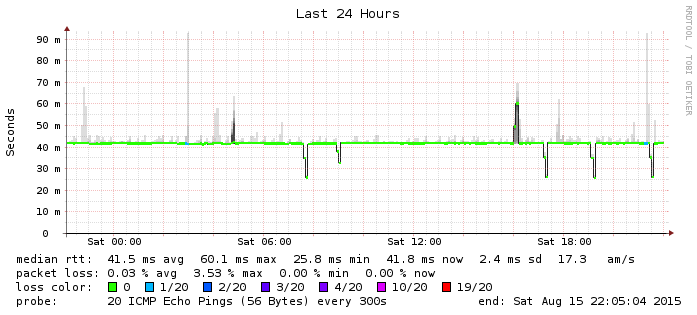 Last 24 Hours
RRDTOOL / TOBI OETIKER
Seconds
90 m
80 m
70 m
60 m
50 m
40 m
30 m
20 m
10 m
0
Sat 00:00 Sat 06:00 Sat 12:00 Sat 18:00
median rtt: 41.5 ms avg 60.1 ms max 25.8 ms min 41.8 ms now 2.4 ms sd 17.3 am/s
packet loss: 0.03 % avg 3.53 % max 0.00 % min 0.00 % now
loss color: 0 1/20 2/20 3/20 4/20 10/20 19/20
probe: 20 ICMP Echo Pings (56 Bytes) every 300s end: Sat Aug 15 22:05:04 2015